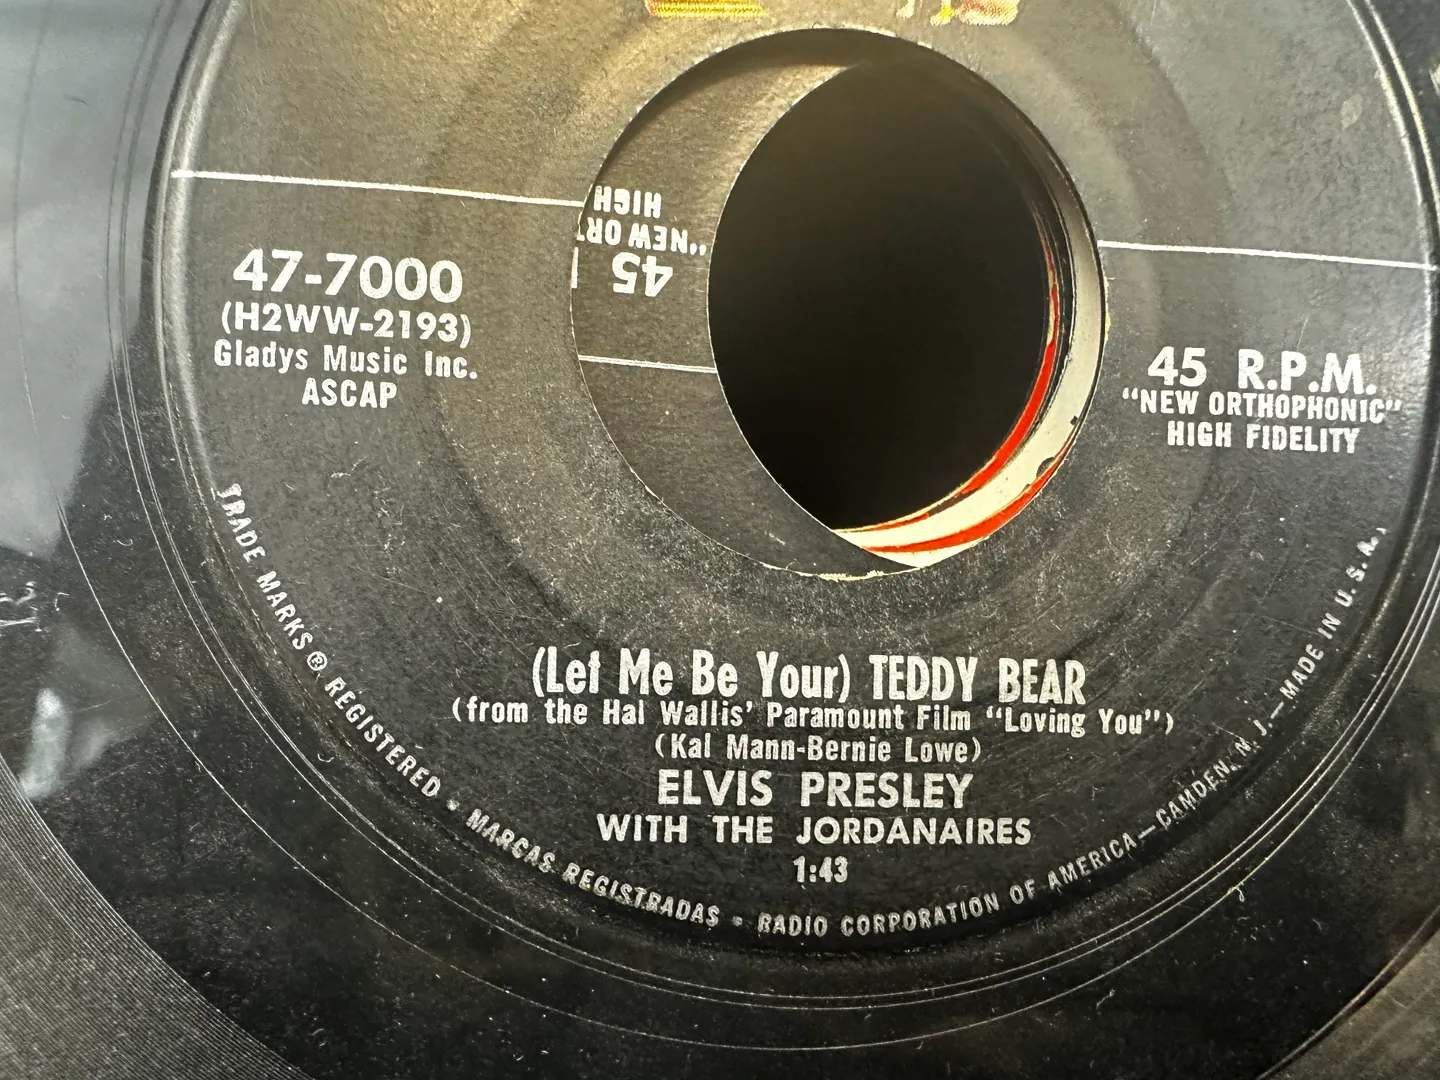 47-7000
(H2WW-2193)
Gladys Music Inc.
ASCAP
HIGH
"NEW ORT
45
45 R.P.M.
"NEW ORTHOPHONIC"
HIGH FIDELITY
(Let Me Be Your) TEDDY BEAR
(from the Hal Wallis' Paramount Film "Loving You")
(Kal Mann-Bernie Lowe)
ELVIS PRESLEY
WITH THE JORDANAIRES
1:43
TRADE MARKS ® REGISTERED • MARCAS REGISTRADAS • RADIO CORPORATION OF AMERICA—CAMDEN, N. J.—MADE IN U. S. A.